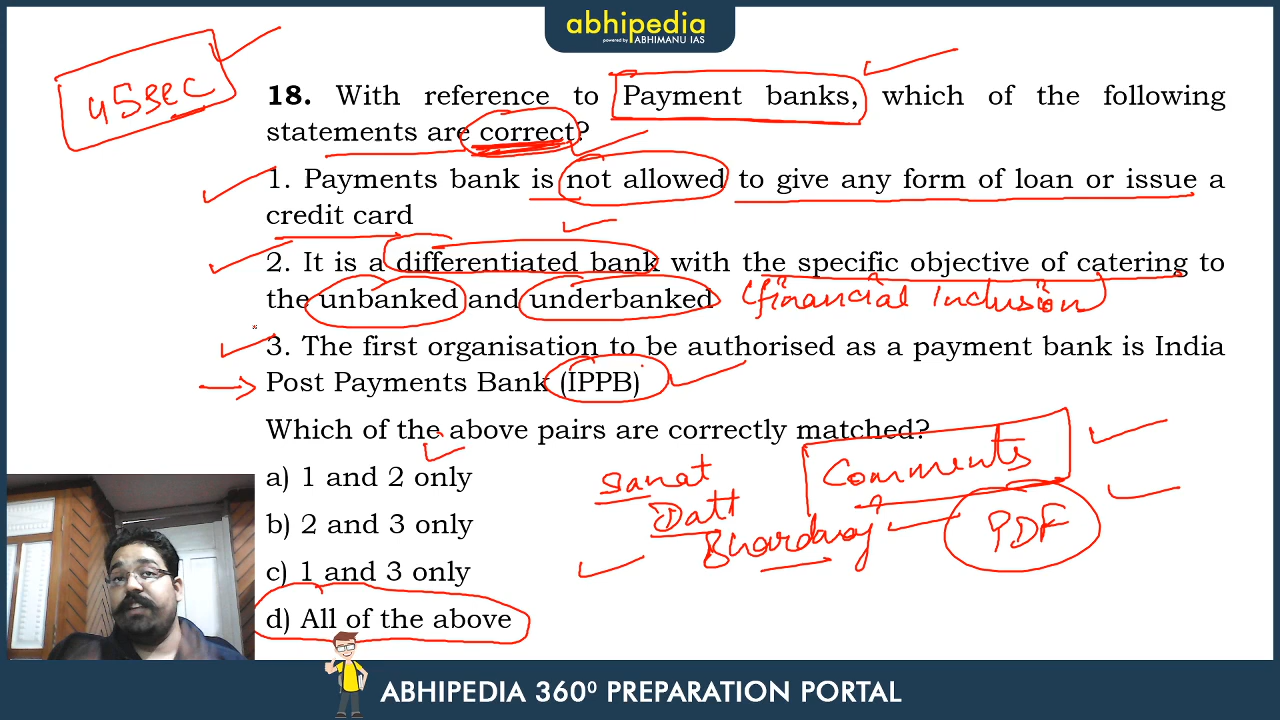 abhipedia
powered by ABHIMANU IAS
45sec
18. With reference to Payment banks, which of the following
statements are correct?
1. Payments bank is not allowed to give any form of loan or issue a
credit card
2. It is a differentiated bank with the specific objective of catering to
the unbanked and underbanked (financial Inclusion)
3. The first organisation to be authorised as a payment bank is India
Post Payments Bank (IPPB)
Which of the above pairs are correctly matched?
a) 1 and 2 only
b) 2 and 3 only
c) 1 and 3 only
d) All of the above
Comments
Sanat
Datt
Bhardwaj
PDF
ABHIPEDIA 360⁰ PREPARATION PORTAL